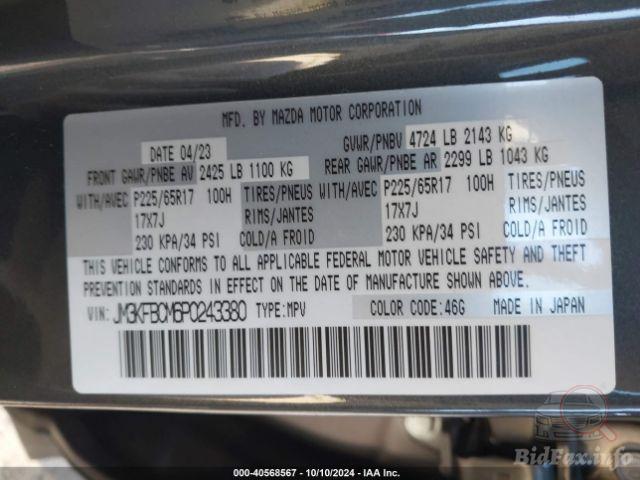 MFD. BY MAZDA MOTOR CORPORATION
DATE 04/23 GVWR/PNBV 4724 LB 2143 KG
FRONT GAWR/PNBE AV 2425 LB 1100 KG REAR GAWR/PNBE AR 2299 LB 1043 KG
WITH/AVEC P225/65R17 100H TIRES/PNEUS WITH/AVEC P225/65R17 100H TIRES/PNEUS
17X7J RIMS/JANTES 17X7J RIMS/JANTES
230 KPA/34 PSI COLD/A FROID 230 KPA/34 PSI COLD/A FROID
THIS VEHICLE CONFORMS TO ALL APPLICABLE FEDERAL MOTOR VEHICLE SAFETY AND THEFT
PREVENTION STANDARDS IN EFFECT ON THE DATE OF MANUFACTURE SHOWN ABOVE.
VIN: JM3KFBCM6P0243380 TYPE: MPV COLOR CODE: 46G MADE IN JAPAN
BidFax.info
40568567 - 10/10/2024 - IAA Inc.